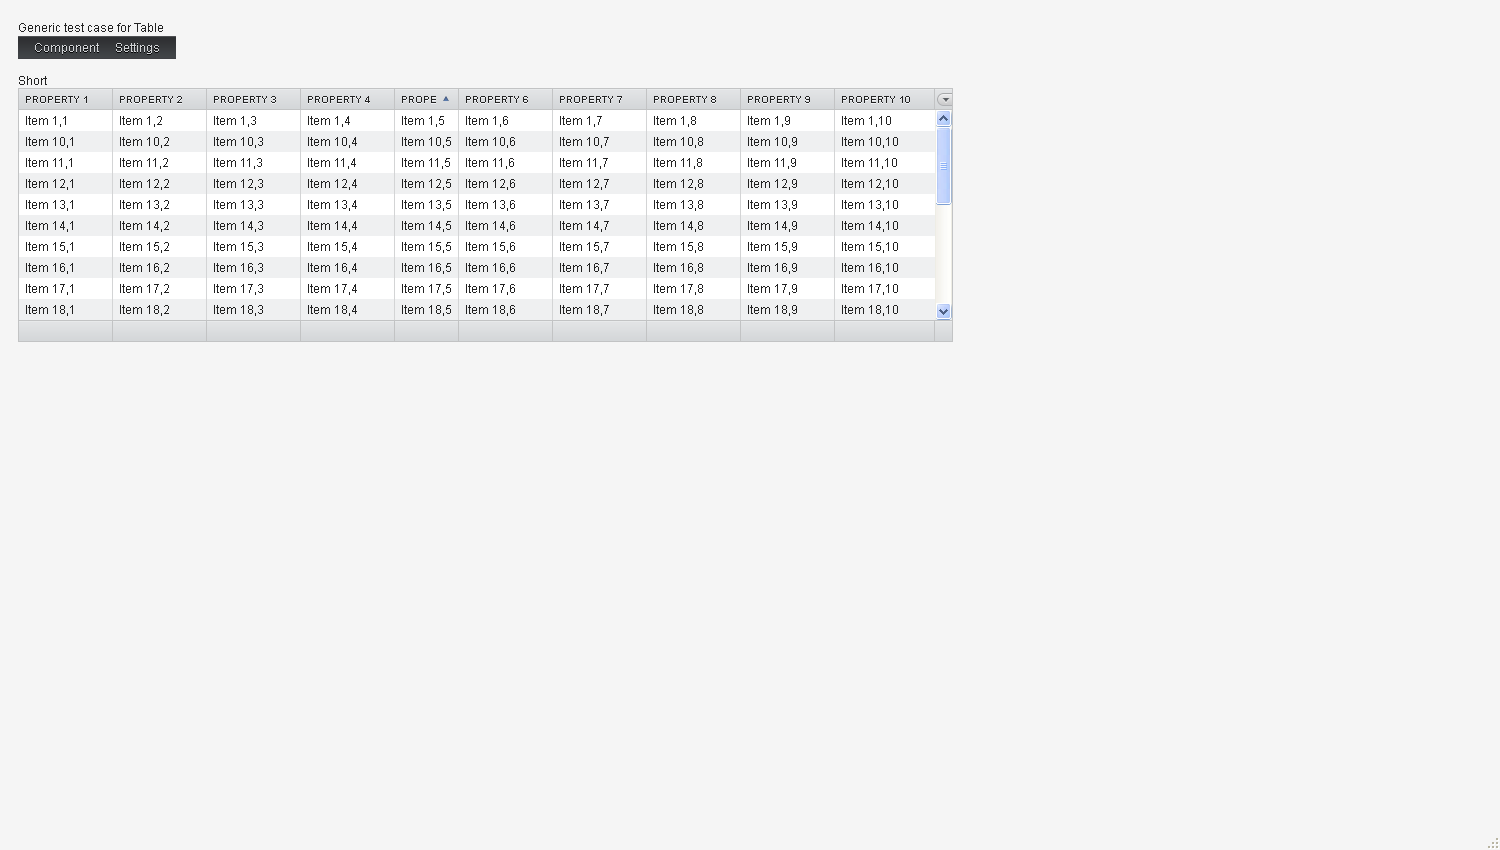 Generic test case for Table
Component Settings
Short
PROPERTY 1 PROPERTY 2 PROPERTY 3 PROPERTY 4 PROPE PROPERTY 6 PROPERTY 7 PROPERTY 8 PROPERTY 9 PROPERTY 10
Item 1,1 Item 1,2 Item 1,3 Item 1,4 Item 1,5 Item 1,6 Item 1,7 Item 1,8 Item 1,9 Item 1,10
Item 10,1 Item 10,2 Item 10,3 Item 10,4 Item 10,5 Item 10,6 Item 10,7 Item 10,8 Item 10,9 Item 10,10
Item 11,1 Item 11,2 Item 11,3 Item 11,4 Item 11,5 Item 11,6 Item 11,7 Item 11,8 Item 11,9 Item 11,10
Item 12,1 Item 12,2 Item 12,3 Item 12,4 Item 12,5 Item 12,6 Item 12,7 Item 12,8 Item 12,9 Item 12,10
Item 13,1 Item 13,2 Item 13,3 Item 13,4 Item 13,5 Item 13,6 Item 13,7 Item 13,8 Item 13,9 Item 13,10
Item 14,1 Item 14,2 Item 14,3 Item 14,4 Item 14,5 Item 14,6 Item 14,7 Item 14,8 Item 14,9 Item 14,10
Item 15,1 Item 15,2 Item 15,3 Item 15,4 Item 15,5 Item 15,6 Item 15,7 Item 15,8 Item 15,9 Item 15,10
Item 16,1 Item 16,2 Item 16,3 Item 16,4 Item 16,5 Item 16,6 Item 16,7 Item 16,8 Item 16,9 Item 16,10
Item 17,1 Item 17,2 Item 17,3 Item 17,4 Item 17,5 Item 17,6 Item 17,7 Item 17,8 Item 17,9 Item 17,10
Item 18,1 Item 18,2 Item 18,3 Item 18,4 Item 18,5 Item 18,6 Item 18,7 Item 18,8 Item 18,9 Item 18,10